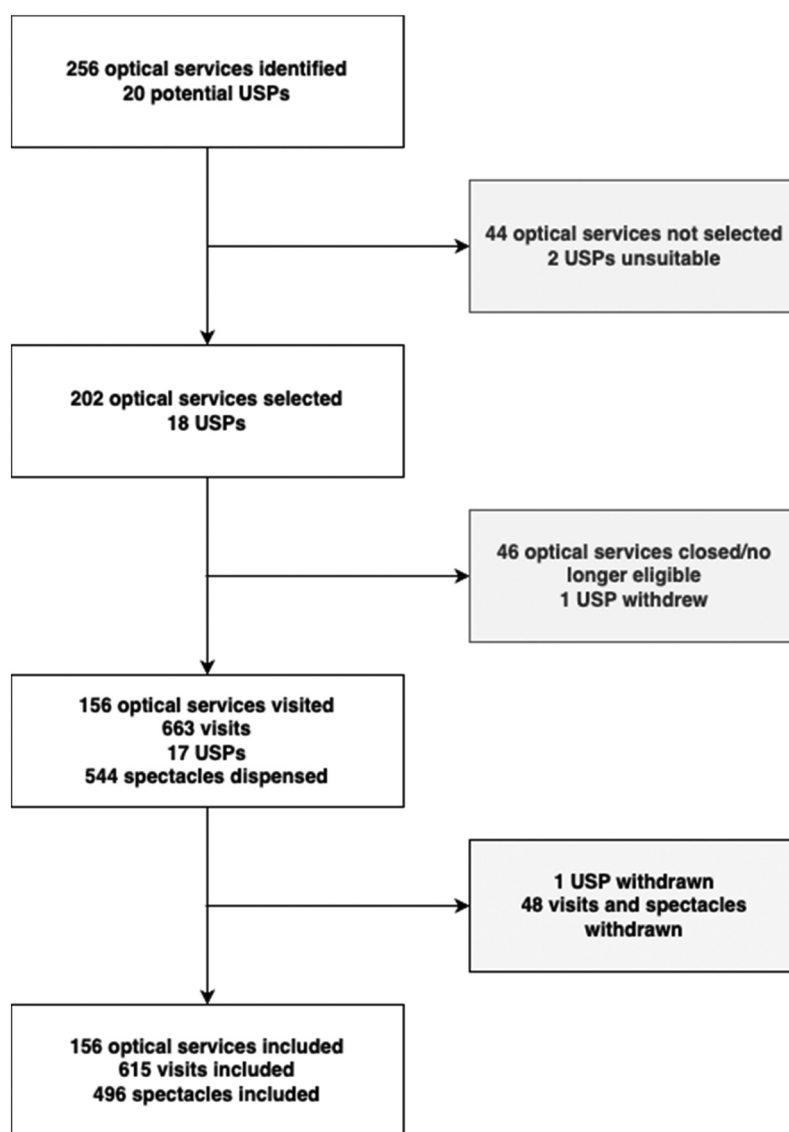 256 optical services identified
20 potential USPs
44 optical services not selected
2 USPs unsuitable
202 optical services selected
18 USPs
46 optical services closed/no
longer eligible
1 USP withdrew
156 optical services visited
663 visits
17 USPs
544 spectacles dispensed
1 USP withdrawn
48 visits and spectacles
withdrawn
156 optical services included
615 visits included
496 spectacles included